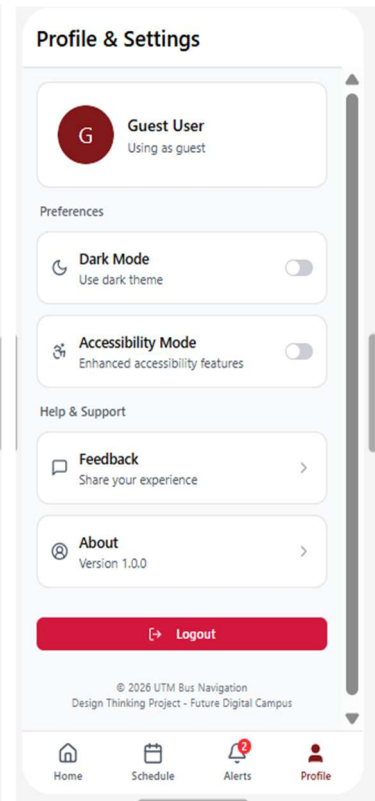 Profile & Settings
G
Guest User
Using as guest
Preferences
Dark Mode
Use dark theme
Accessibility Mode
Enhanced accessibility features
Help & Support
Feedback
Share your experience
About
Version 1.0.0
Logout
© 2026 UTM Bus Navigation
Design Thinking Project - Future Digital Campus
2
Home Schedule Alerts Profile